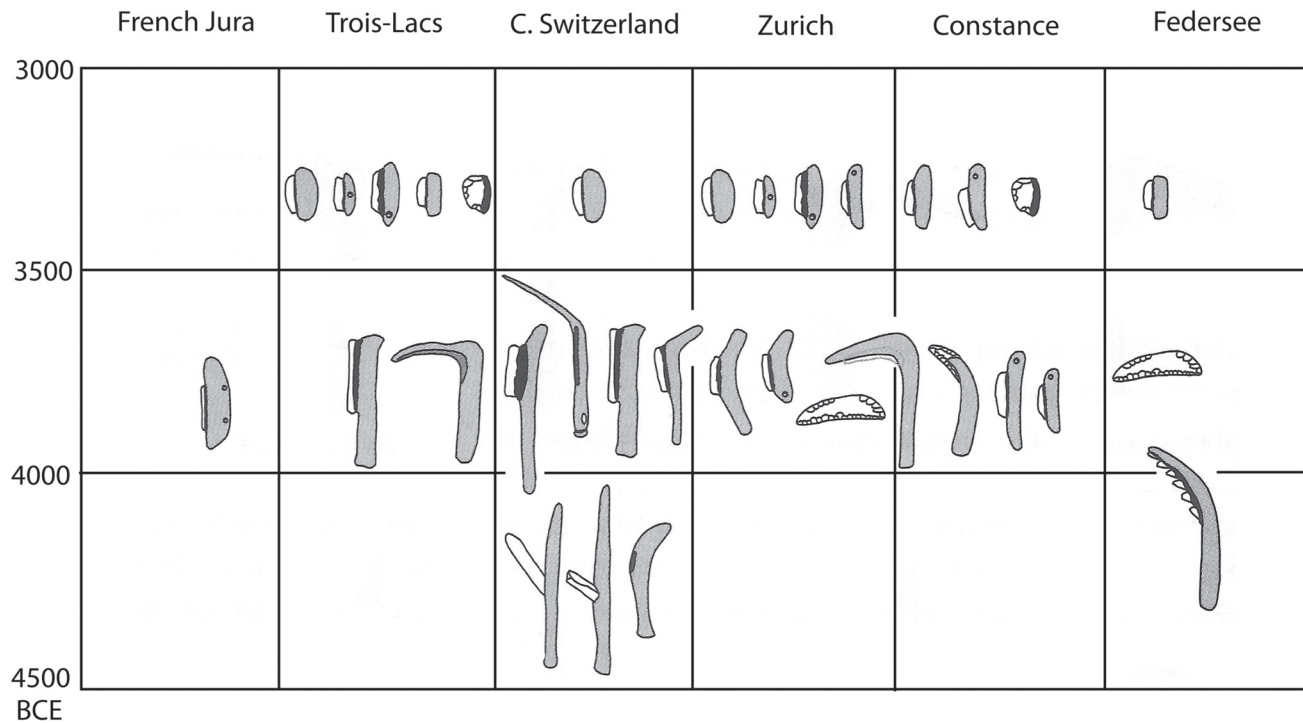 French Jura Trois-Lacs C. Switzerland Zurich Constance Federsee
3000
3500
4000
4500
BCE